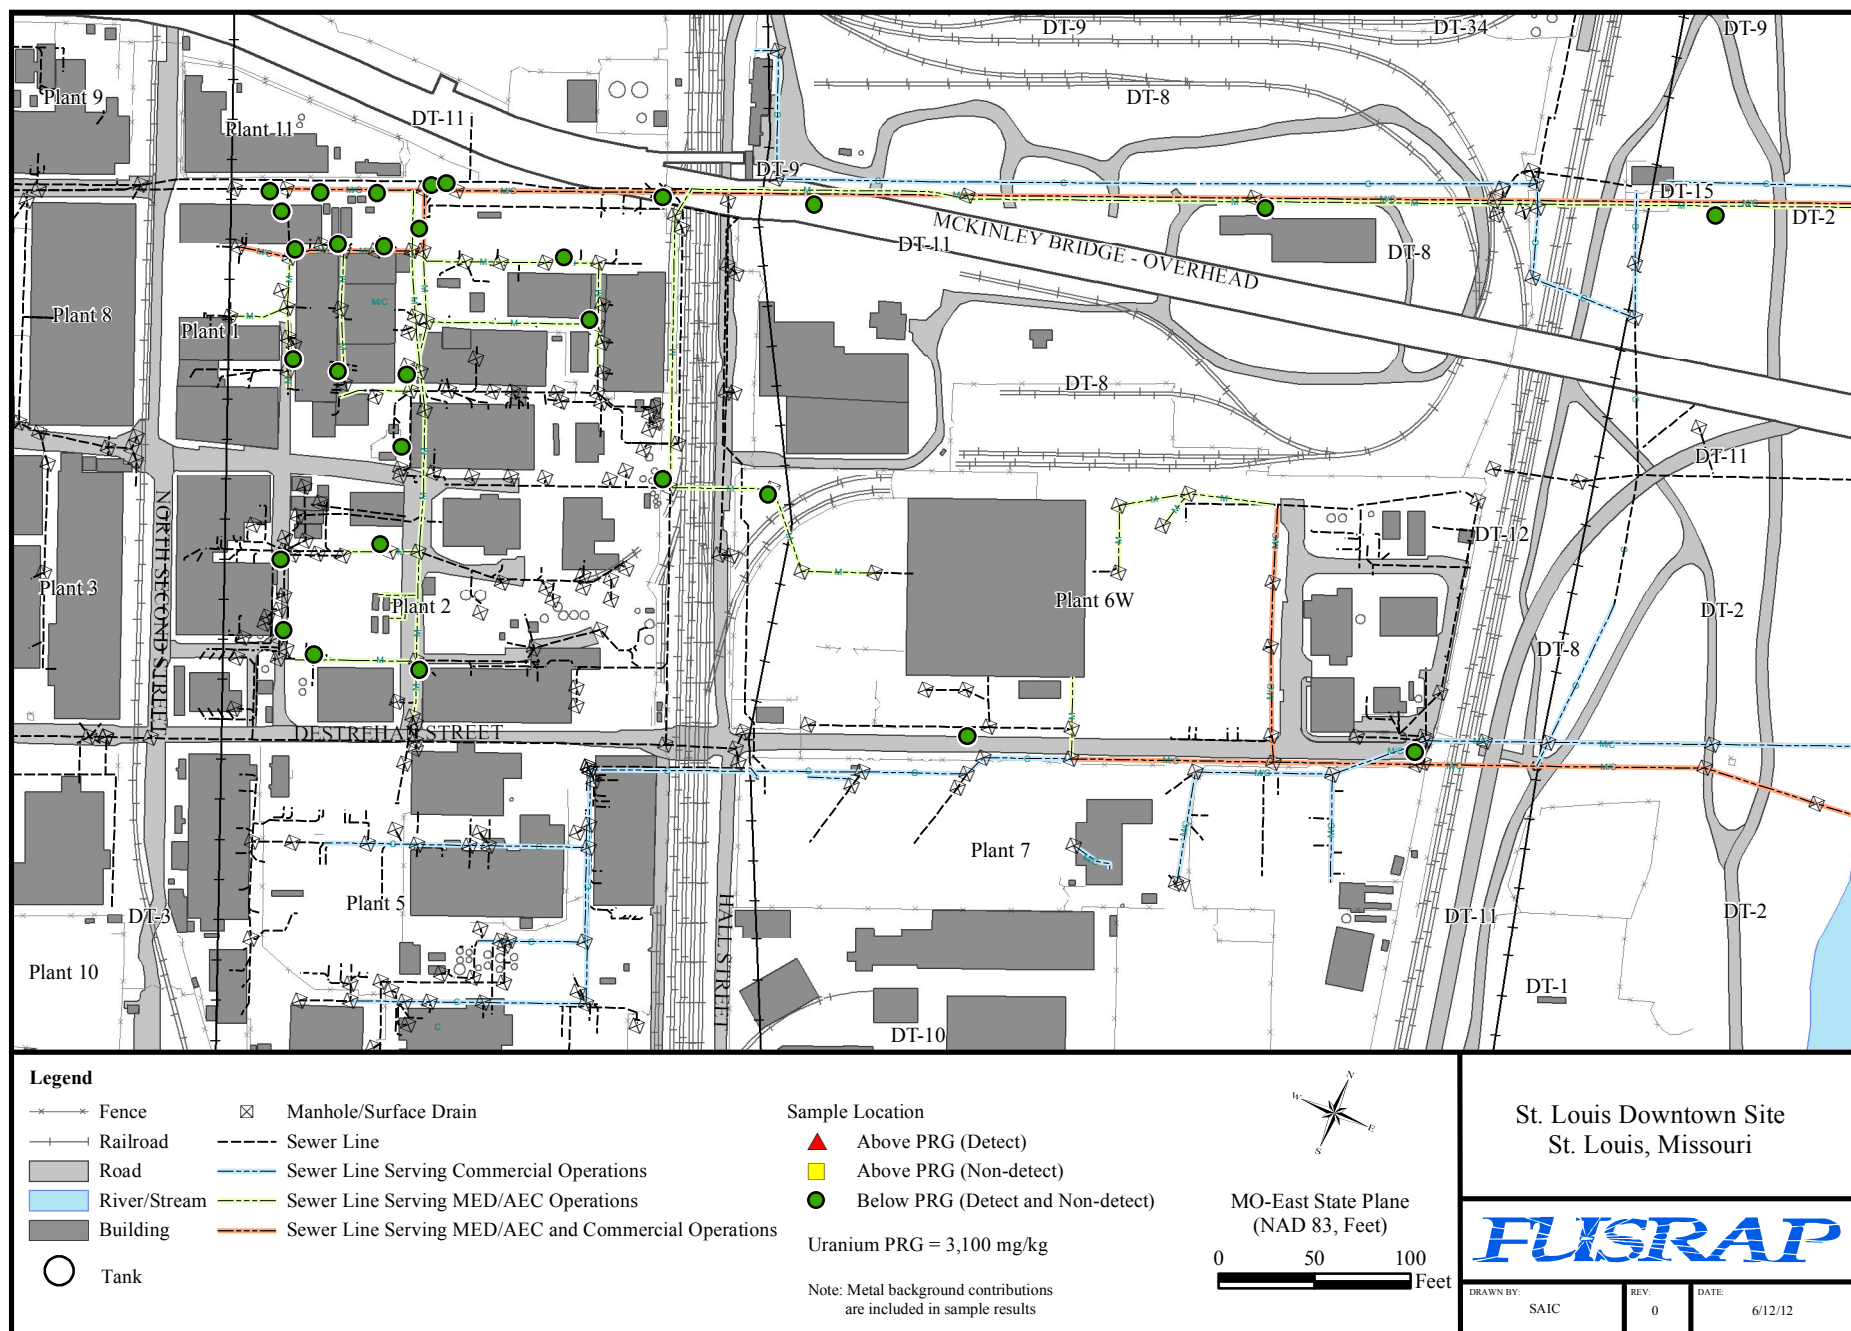 DT-9
DT-34
DT-9
Plant 9
DT-8
DT-11
Plant 11
DT-9
DT-15
DT-2
MCKINLEY BRIDGE - OVERHEAD
DT-11
DT-8
Plant 8
Plant 1
DT-8
DT-11
NORTH SECOND STREET
DT-12
Plant 3
Plant 2
Plant 6W
DT-2
DT-8
DESTREHAN STREET
Plant 7
Plant 5
DT-3
HALL STREET
DT-11
DT-2
Plant 10
DT-1
DT-10
M/C
M
C
Legend
Fence
Railroad
Road
River/Stream
Building
Tank
Manhole/Surface Drain
Sewer Line
Sewer Line Serving Commercial Operations
Sewer Line Serving MED/AEC Operations
Sewer Line Serving MED/AEC and Commercial Operations
Sample Location
Above PRG (Detect)
Above PRG (Non-detect)
Below PRG (Detect and Non-detect)
Uranium PRG = 3,100 mg/kg
Note: Metal background contributions
are included in sample results
N
W
E
S
MO-East State Plane
(NAD 83, Feet)
0 50 100
Feet
St. Louis Downtown Site
St. Louis, Missouri
FUSRAP
DRAWN BY:
SAIC
REV:
0
DATE:
6/12/12